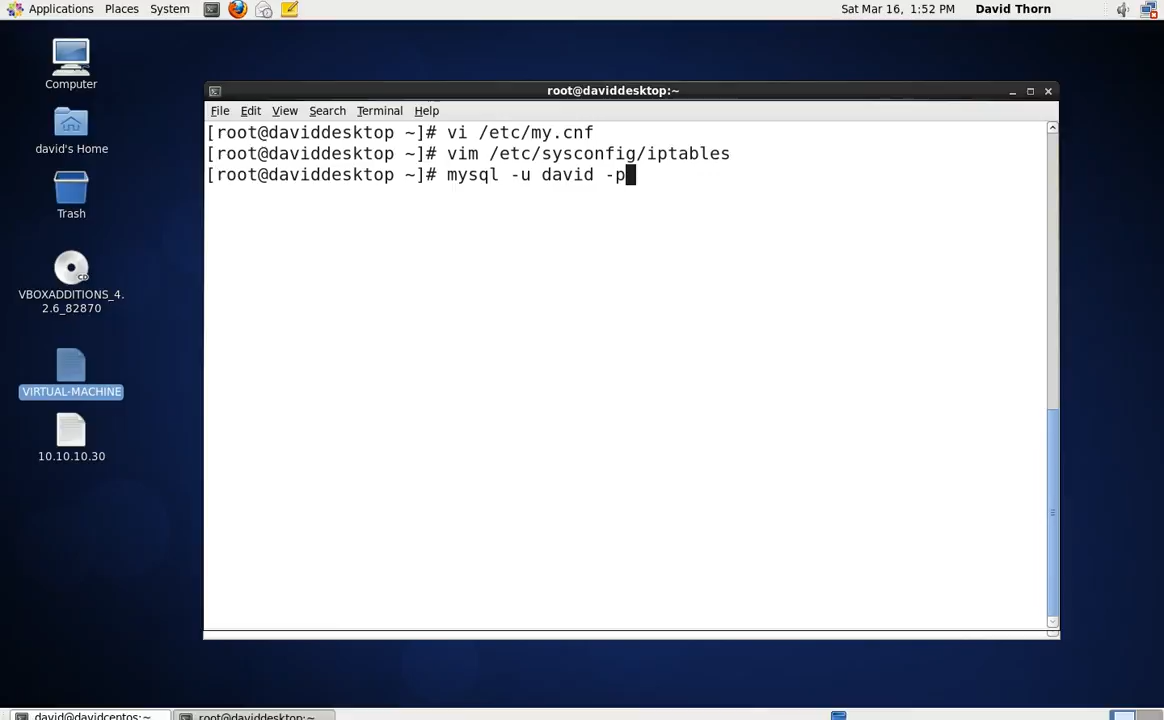 Applications Places System Sat Mar 16, 1:52 PM David Thorn
Computer
david's Home
Trash
VBOXADDITIONS_4.
2.6_82870
VIRTUAL-MACHINE
10.10.10.30
root@daviddesktop:~
File Edit View Search Terminal Help
[root@daviddesktop ~]# vi /etc/my.cnf
[root@daviddesktop ~]# vim /etc/sysconfig/iptables
[root@daviddesktop ~]# mysql -u david -p
david@davidcentos:~ root@daviddesktop:~